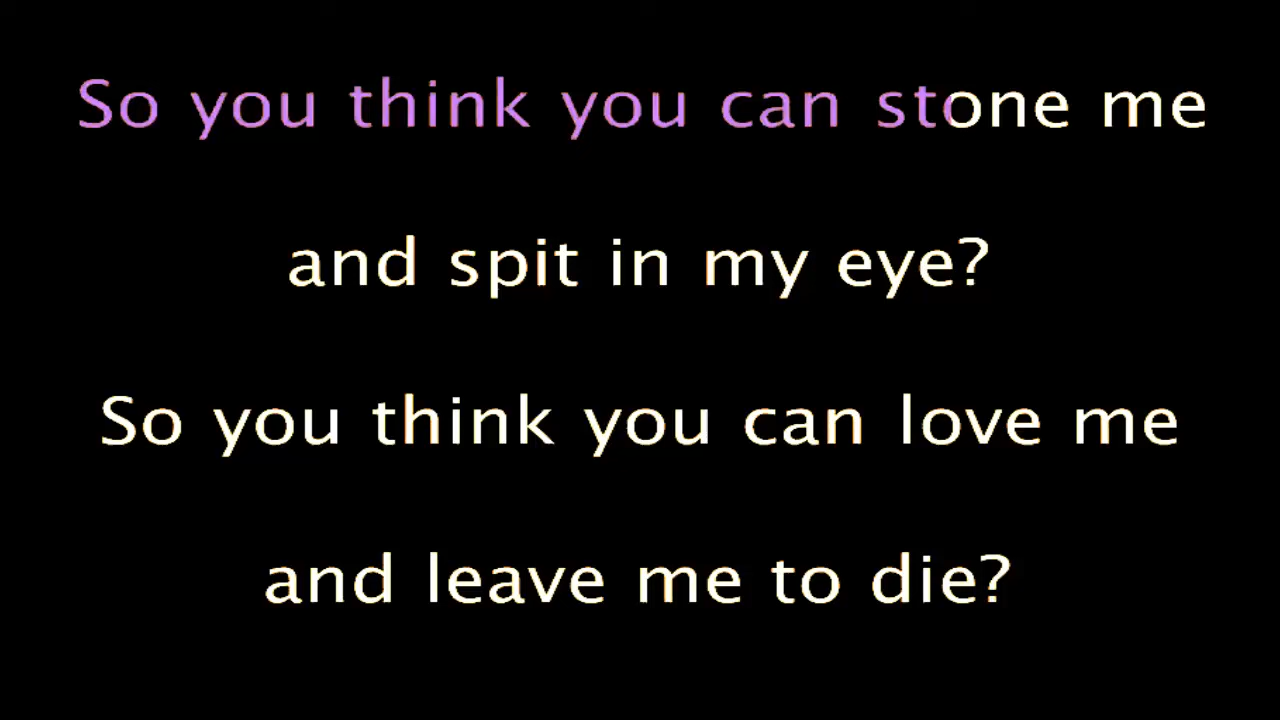 So you think you can stone me
and spit in my eye?
So you think you can love me
and leave me to die?